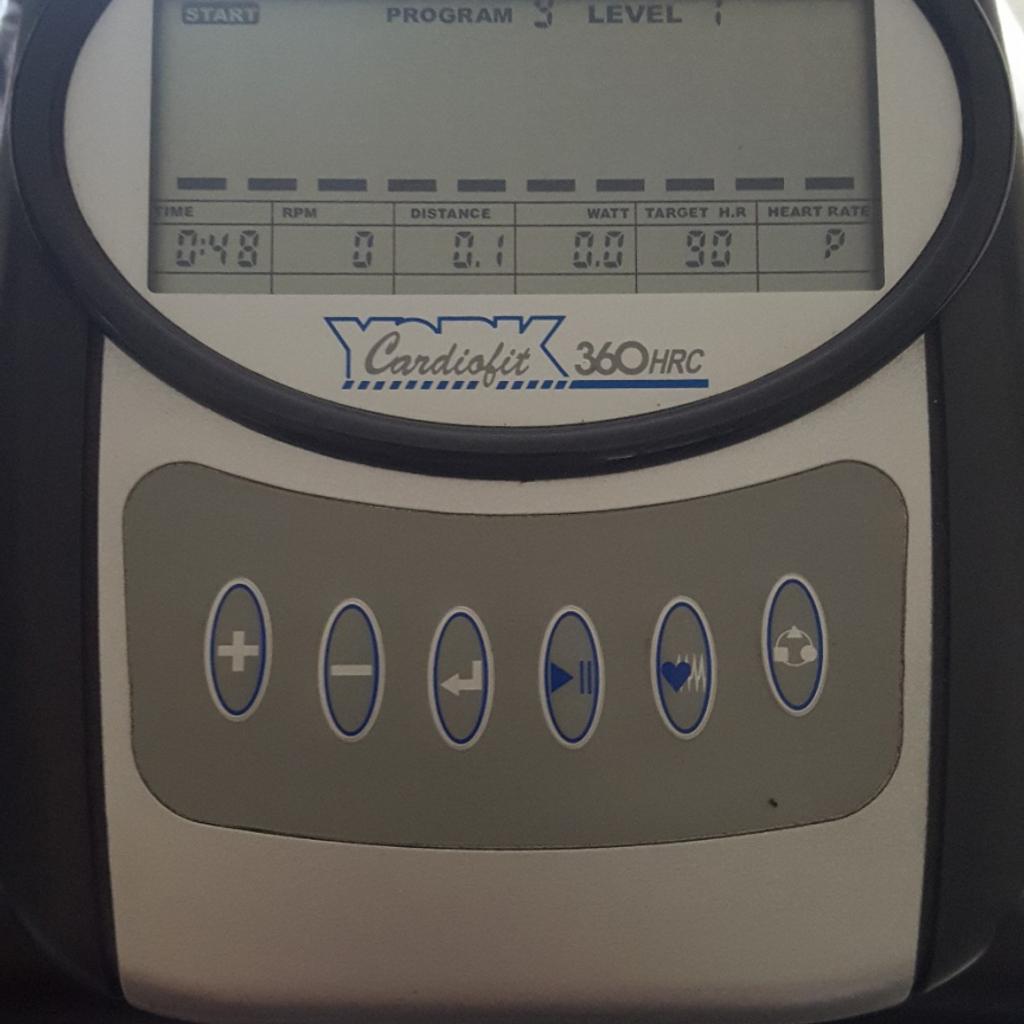 START PROGRAM 9 LEVEL 1
TIME RPM DISTANCE WATT TARGET H.R HEART RATE
0:48 0 0.1 0.0 90 P
YORK
Cardiofit 360HRC